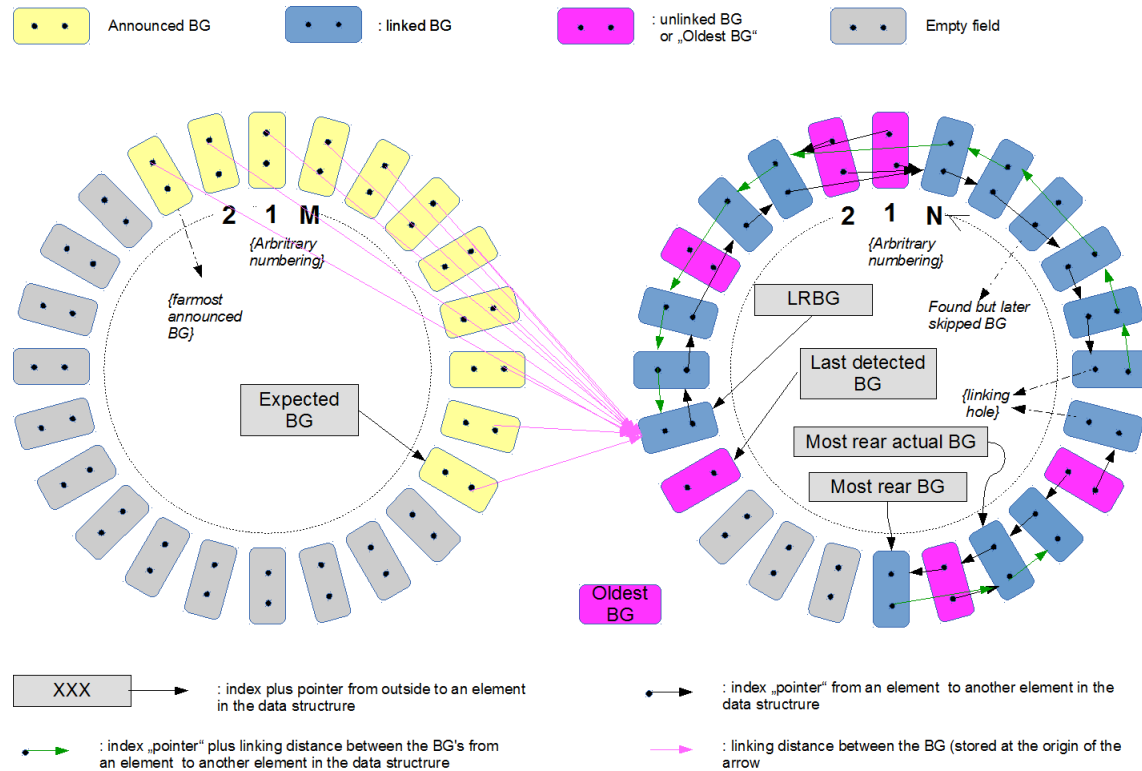 Announced BG
: linked BG
: unlinked BG
or „Oldest BG“
Empty field
2 1 M
{Arbritrary
numbering}
{farmost
announced
BG}
Expected
BG
2 1 N
{Arbritrary
numbering}
LRBG
Found but later
skipped BG
Last detected
BG
{linking
hole}
Most rear actual BG
Most rear BG
Oldest
BG
XXX
: index plus pointer from outside to an element
in the data structure
: index „pointer“ from an element to another element in the
data structure
: index „pointer“ plus linking distance between the BG's from
an element to another element in the data structrure
: linking distance between the BG (stored at the origin of the
arrow